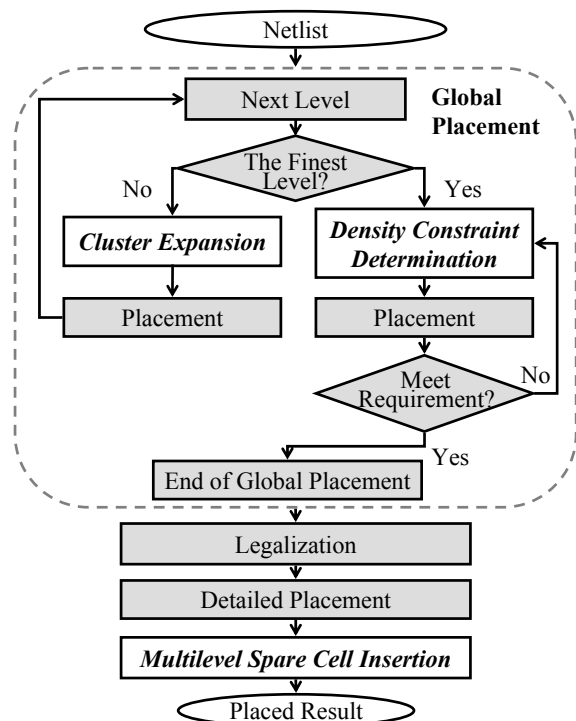 Netlist
Next Level
Global
Placement
The Finest
Level?
No
Yes
Cluster Expansion
Density Constraint
Determination
Placement
Placement
Meet
Requirement?
No
Yes
End of Global Placement
Legalization
Detailed Placement
Multilevel Spare Cell Insertion
Placed Result